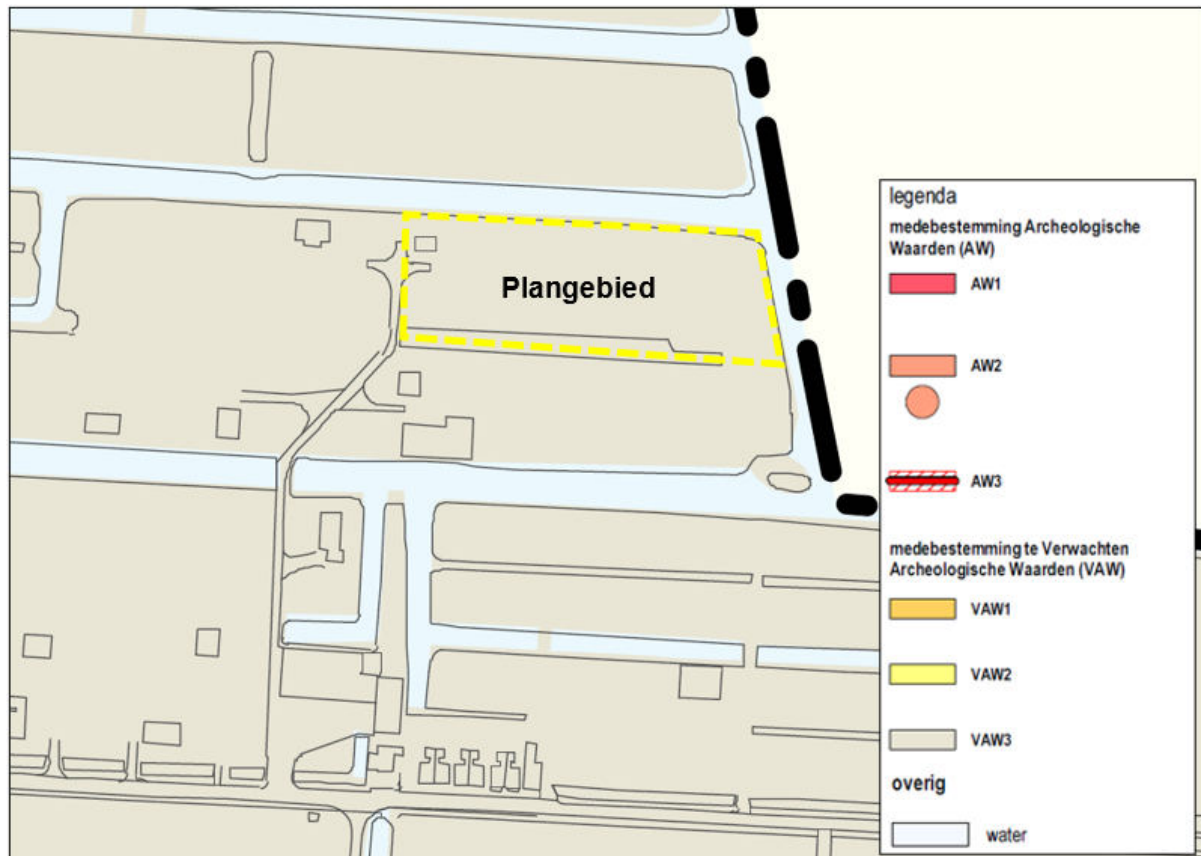 Plangebied
legenda
medebestemming Archeologische
Waarden (AW)
AW1
AW2
AW3
medebestemming te Verwachten
Archeologische Waarden (VAW)
VAW1
VAW2
VAW3
overig
water